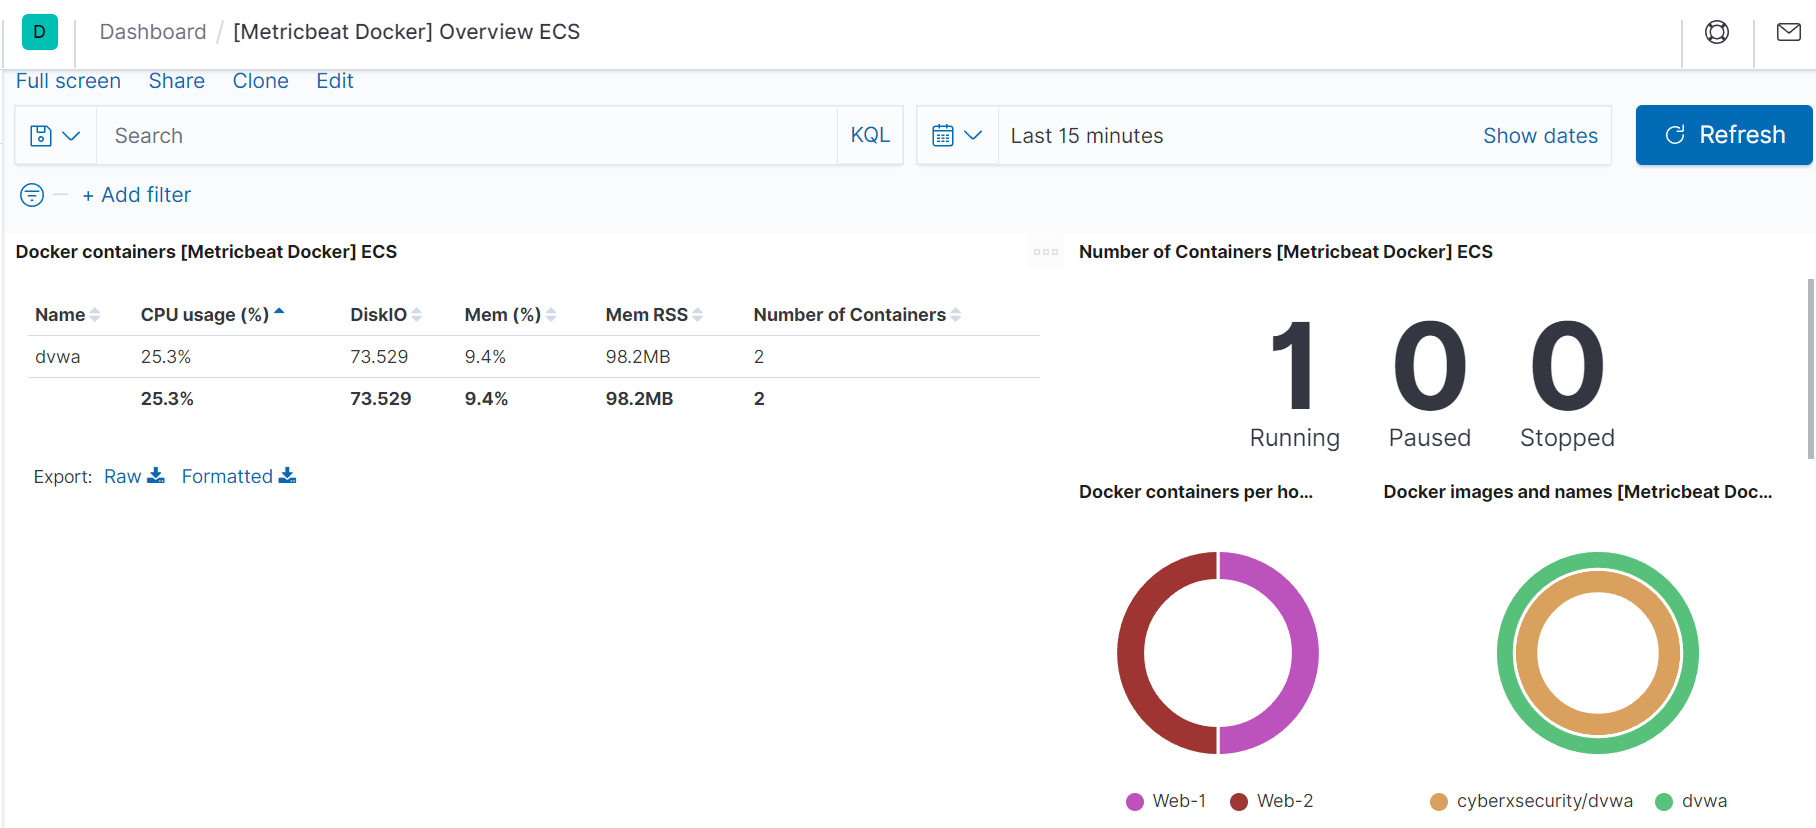 D Dashboard / [Metricbeat Docker] Overview ECS
Full screen Share Clone Edit
Search KQL Last 15 minutes Show dates Refresh
+ Add filter
Docker containers [Metricbeat Docker] ECS
Name CPU usage (%) DiskIO Mem (%) Mem RSS Number of Containers
dvwa 25.3% 73.529 9.4% 98.2MB 2
25.3% 73.529 9.4% 98.2MB 2
Export: Raw Formatted
Number of Containers [Metricbeat Docker] ECS
1 0 0
Running Paused Stopped
Docker containers per ho...
Web-1 Web-2
Docker images and names [Metricbeat Doc...
cyberxsecurity/dvwa dvwa